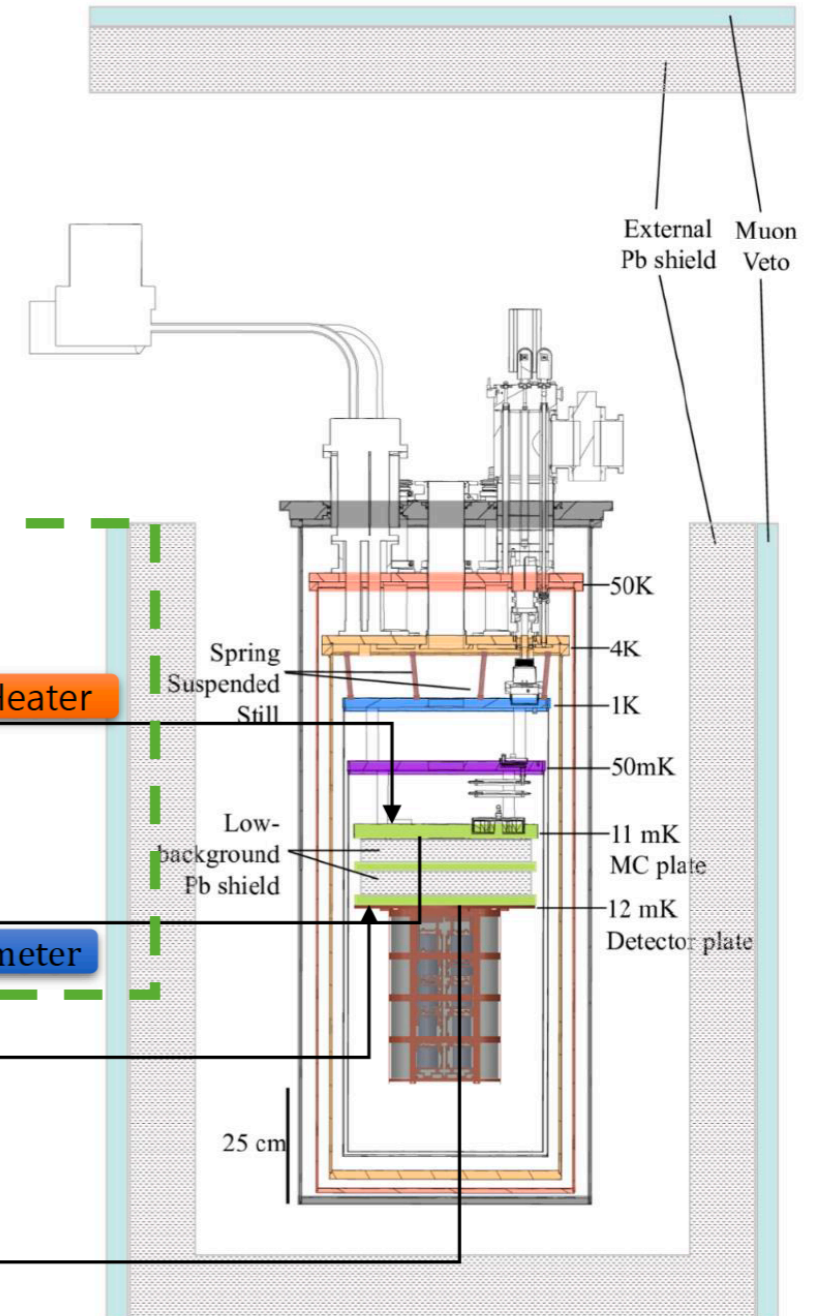 External
Pb shield
Muon
Veto
50K
4K
Spring
Suspended
Still
1K
50mK
Low-
background
Pb shield
11 mK
MC plate
12 mK
Detector plate
25 cm